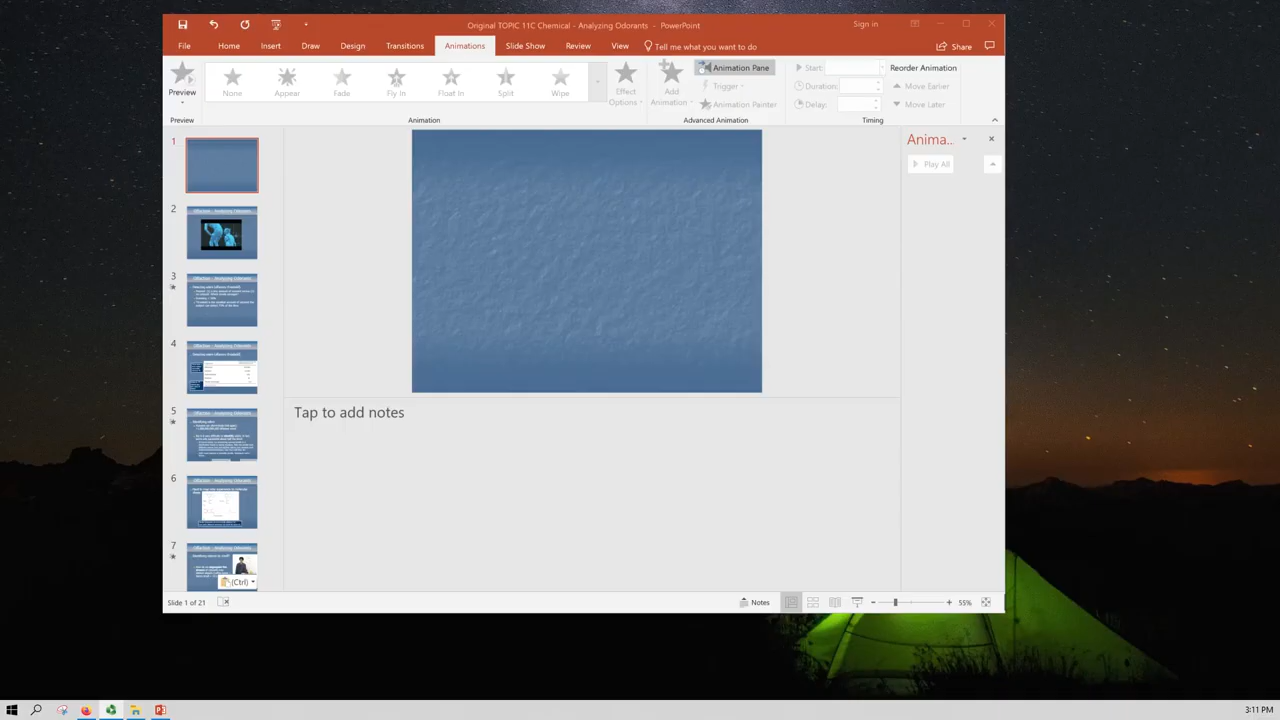 Original TOPIC 11C Chemical - Analyzing Odorants - PowerPoint
Sign in
File Home Insert Draw Design Transitions Animations Slide Show Review View Tell me what you want to do Share
Preview
None Appear Fade Fly In Float In Split Wipe
Effect
Options
Add
Animation
Animation Pane
Trigger
Animation Painter
Start:
Duration:
Delay:
Reorder Animation
Move Earlier
Move Later
Preview Animation Advanced Animation Timing
1
2
3
4
5
6
7
(Ctrl)
Tap to add notes
Anima...
Play All
Slide 1 of 21
Notes
55%
3:11 PM